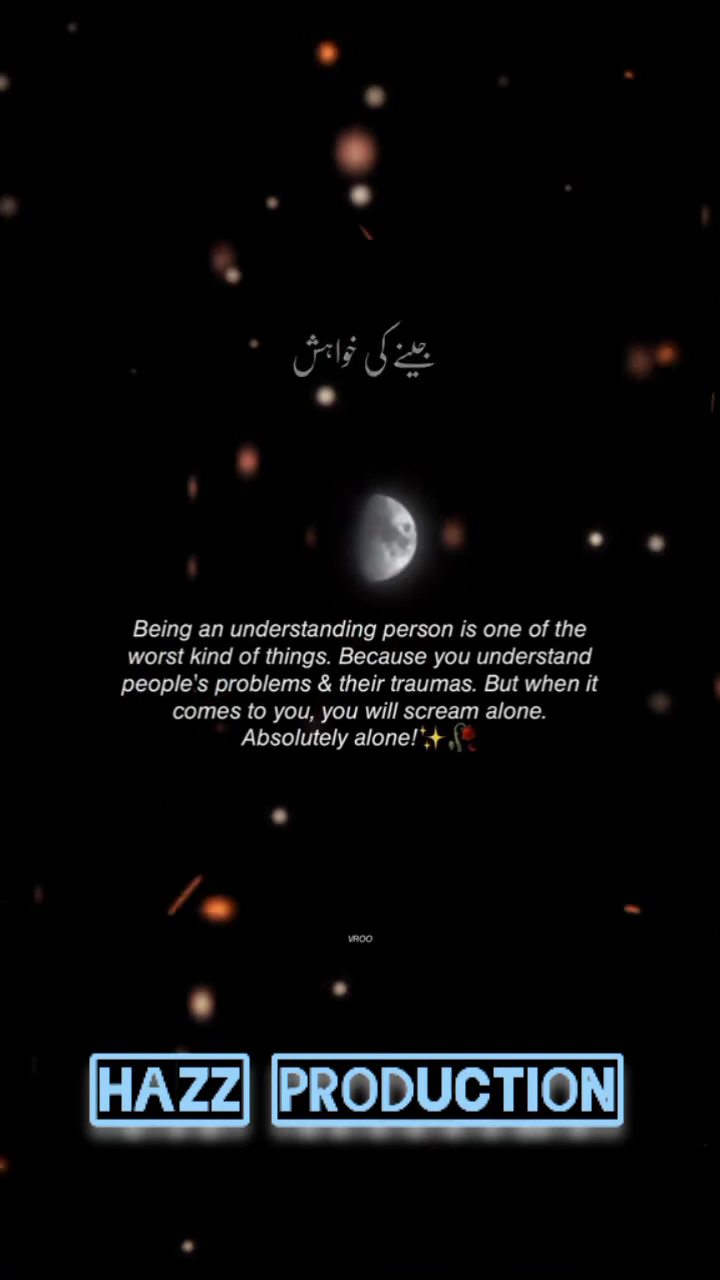 جینے کی خواہش
Being an understanding person is one of the
worst kind of things. Because you understand
people's problems & their traumas. But when it
comes to you, you will scream alone.
Absolutely alone!✨🥀
VROO
HAZZ PRODUCTION